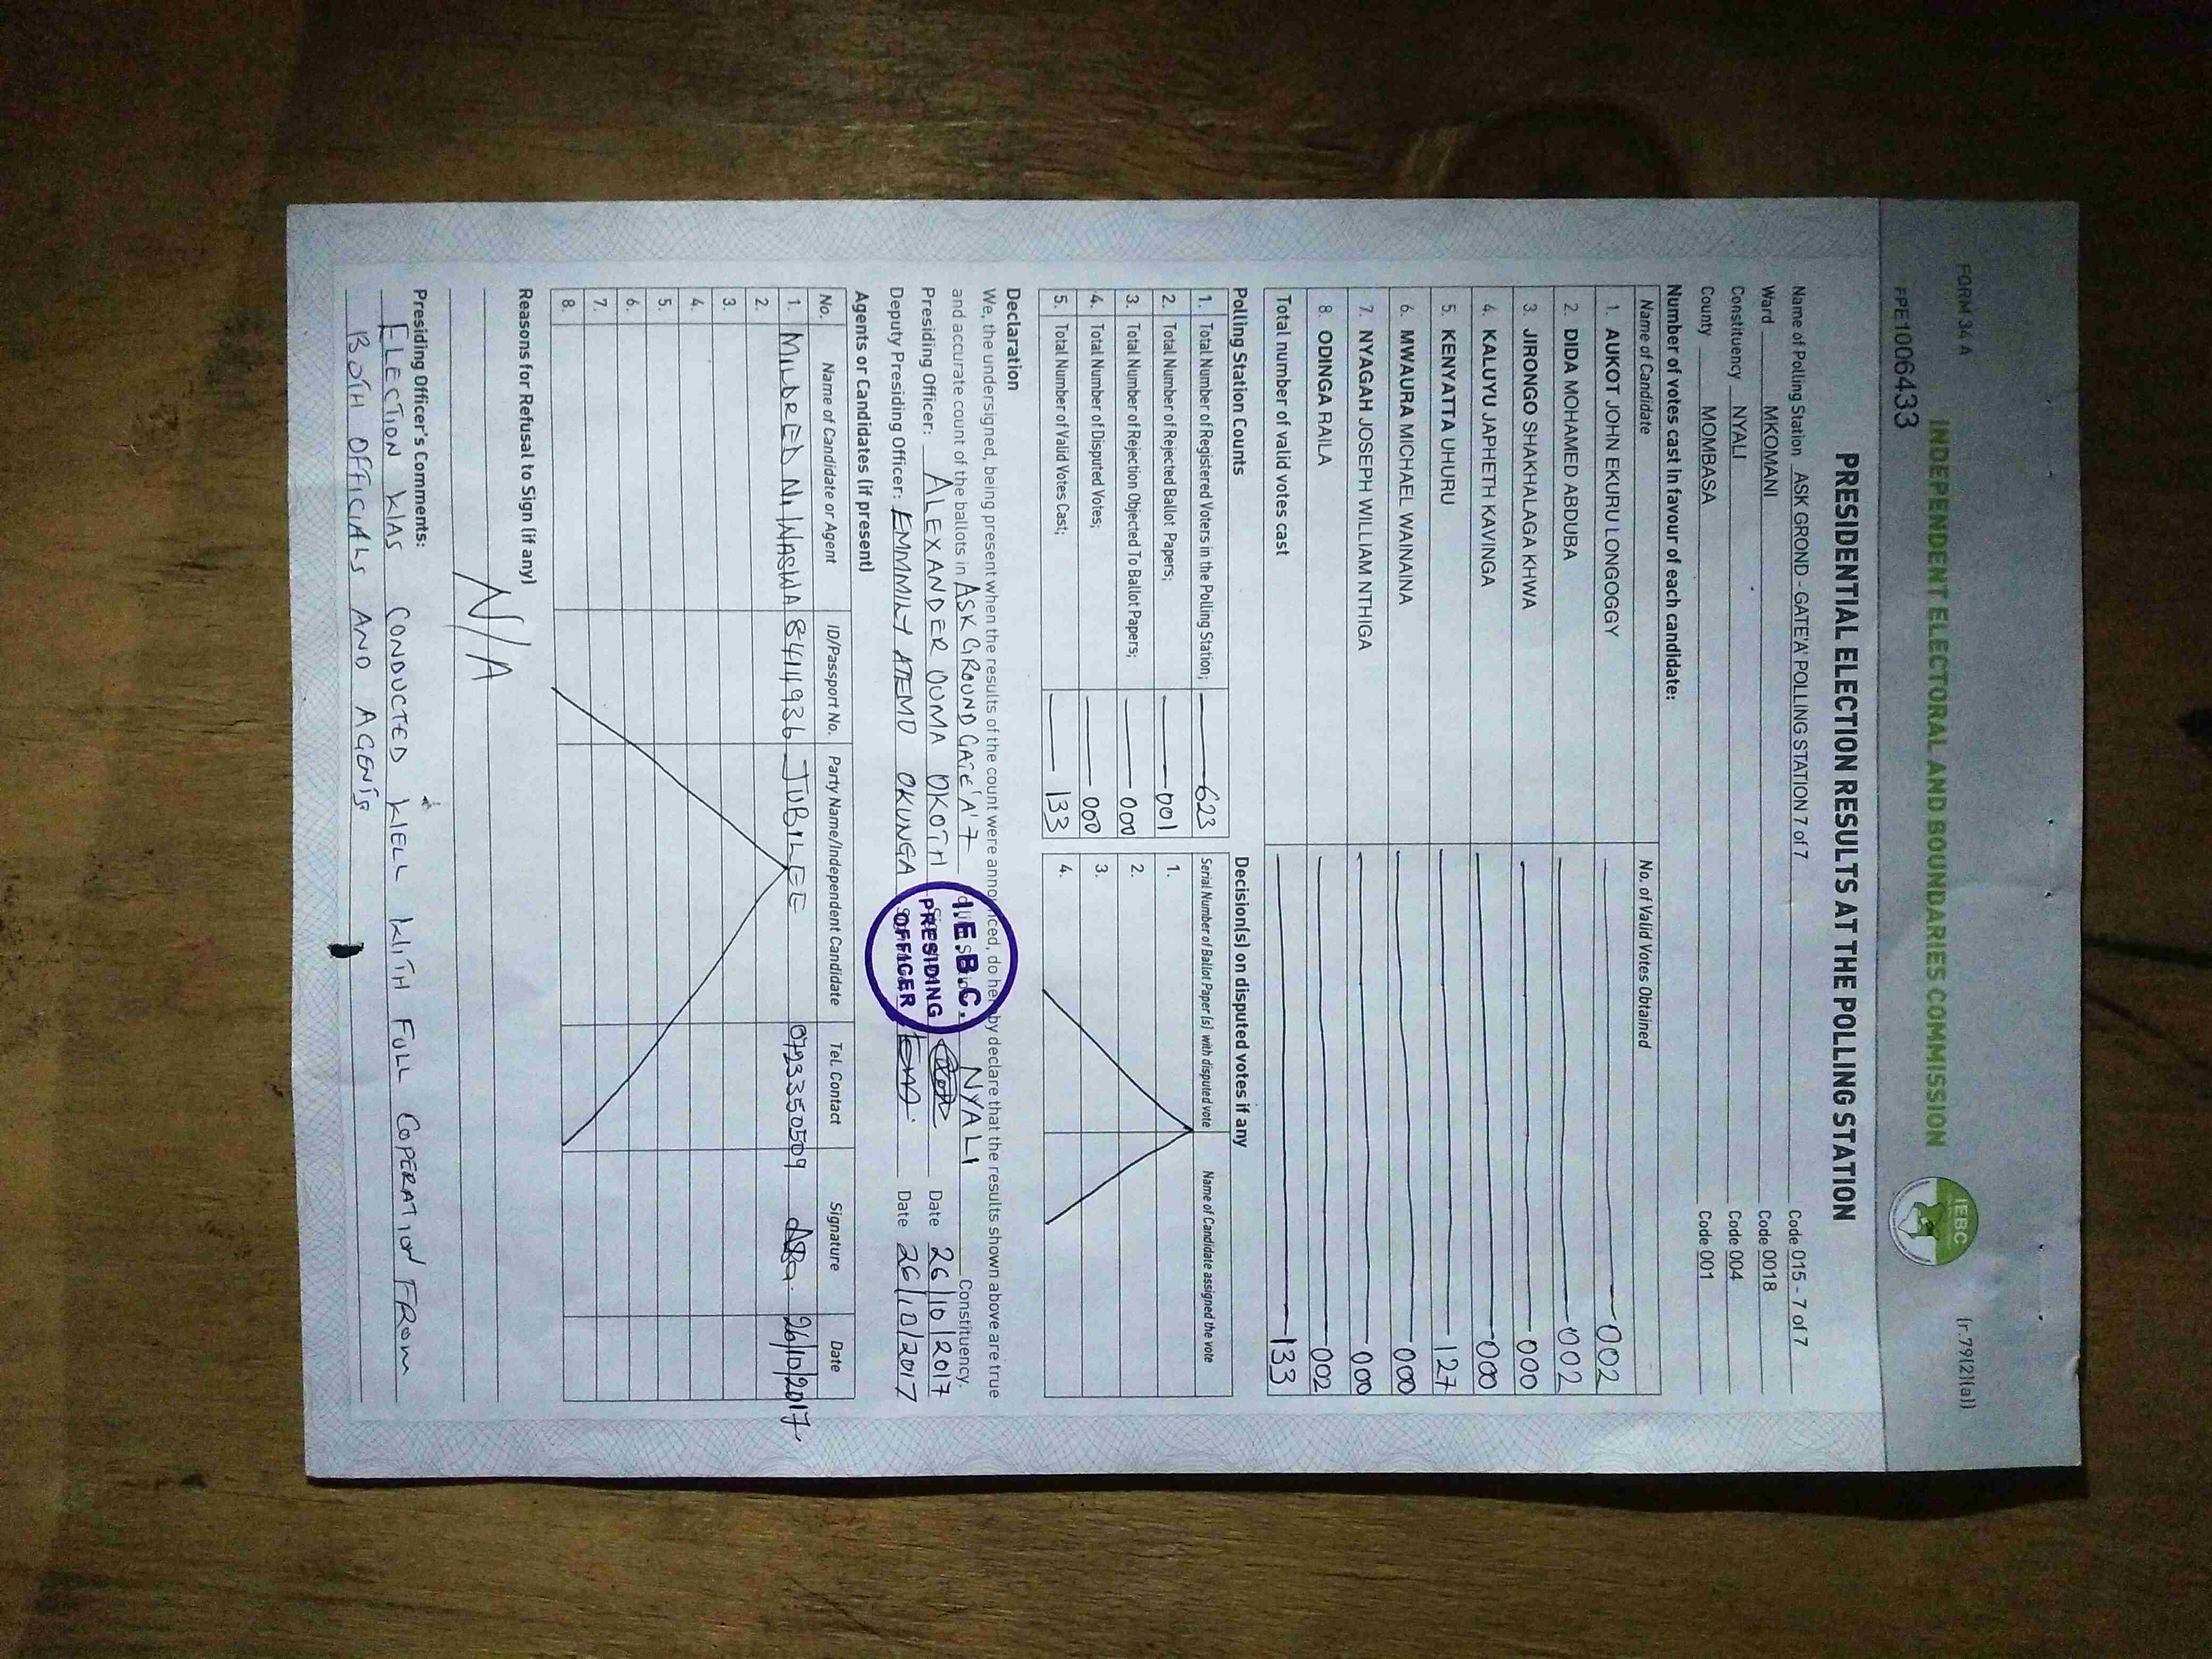 FORM 34 A
(r.79(2)(a))
INDEPENDENT ELECTORAL AND BOUNDARIES COMMISSION
IEBC
FPE1006433
PRESIDENTIAL ELECTION RESULTS AT THE POLLING STATION
Name of Polling Station ASK GROND - GATE'A' POLLING STATION 7 of 7 Code 015 - 7 of 7
Ward MKOMANI Code 0018
Constituency NYALI Code 004
County MOMBASA Code 001
Number of votes cast in favour of each candidate:
Name of Candidate No. of Valid Votes Obtained
1. AUKOT JOHN EKURU LONGOGGY 002
2. DIDA MOHAMED ABDUBA 002
3. JIRONGO SHAKHALAGA KHWA 000
4. KALUYU JAPHETH KAVINGA 000
5. KENYATTA UHURU 127
6. MWAURA MICHAEL WAINAINA 000
7. NYAGAH JOSEPH WILLIAM NTHIGA 000
8. ODINGA RAILA 002
Total number of valid votes cast 133
Polling Station Counts
1. Total Number of Registered Voters in the Polling Station; 623
2. Total Number of Rejected Ballot Papers; 001
3. Total Number of Rejection Objected To Ballot Papers; 000
4. Total Number of Disputed Votes; 000
5. Total Number of Valid Votes Cast; 133
Decision(s) on disputed votes if any
Serial Number of Ballot Paper(s) with disputed vote Name of Candidate assigned the vote
1.
2.
3.
4.
Declaration
We, the undersigned, being present when the results of the count were announced, do hereby declare that the results shown above are true
and accurate count of the ballots in ASK GROUND GATE 'A' 7 NYALI Constituency.
Presiding Officer: ALEXANDER OUMA OKOTH Date 26/10/2017
Deputy Presiding Officer: EMMMILY ATEMO OKUNGA Date 26/10/2017
I.E.B.C.
PRESIDING
OFFICER
Agents or Candidates (if present)
No. Name of Candidate or Agent ID/Passport No. Party Name/Independent Candidate Tel. Contact Signature Date
1. MILDRED N. WASWA 8414936 JUBILEE 0723350509 26/10/2017
2.
3.
4.
5.
6.
7.
8.
Reasons for Refusal to Sign (if any)
N/A
Presiding Officer's Comments:
ELECTION WAS CONDUCTED WELL WITH FULL COPERATION FROM
BOTH OFFICIALS AND AGENTS